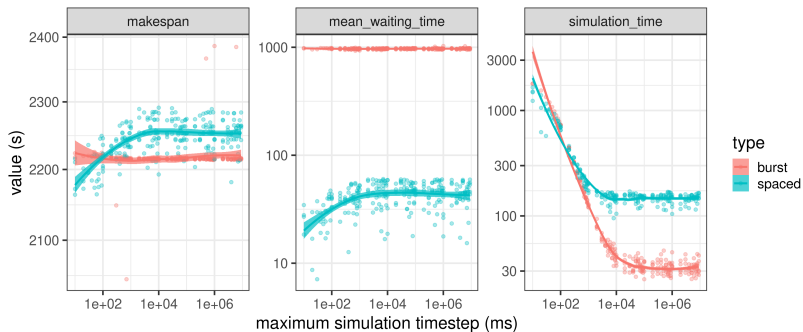 makespan mean_waiting_time simulation_time
2400
2300
2200
2100
1000
100
10
3000
1000
300
100
30
value (s)
1e+02 1e+04 1e+06 1e+02 1e+04 1e+06 1e+02 1e+04 1e+06
maximum simulation timestep (ms)
type
burst
spaced